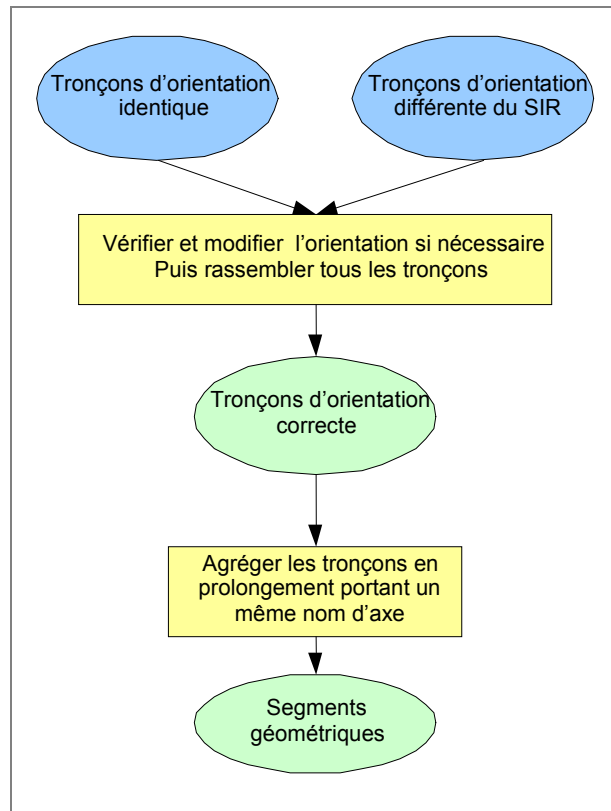 Tronçons d'orientation
identique
Tronçons d'orientation
différente du SIR
Vérifier et modifier l'orientation si nécessaire
Puis rassembler tous les tronçons
Tronçons d'orientation
correcte
Agréger les tronçons en
prolongement portant un
même nom d'axe
Segments
géométriques